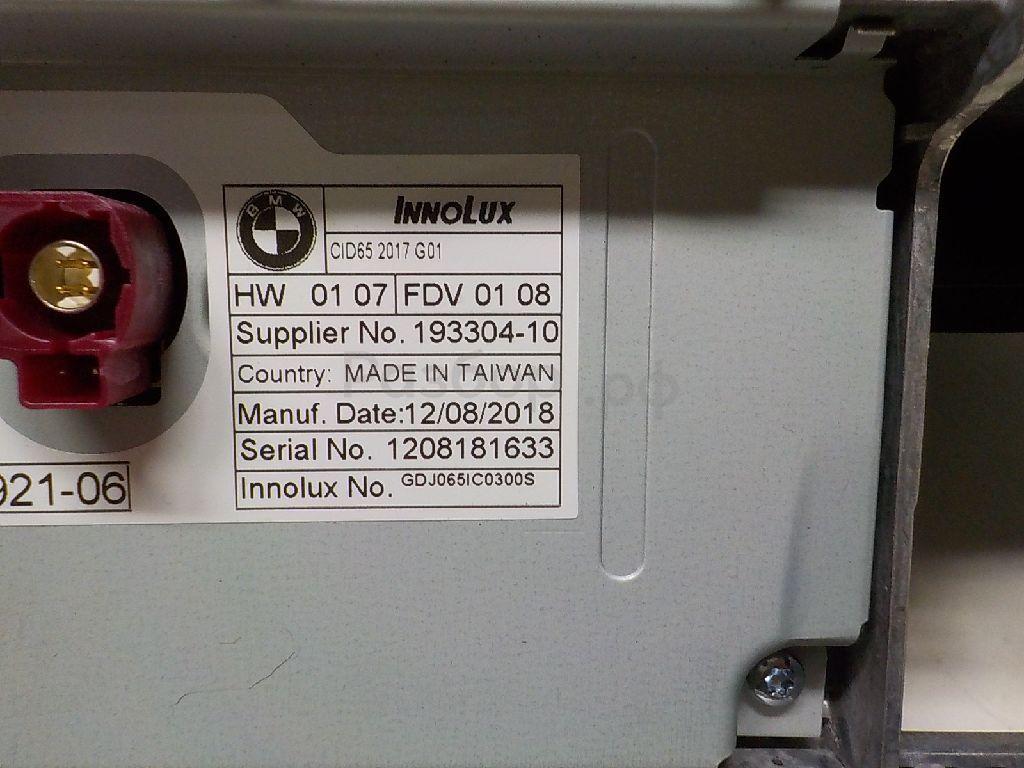 BMW
INNOLUX
CID65 2017 G01
HW 01 07 FDV 01 08
Supplier No. 193304-10
Country: MADE IN TAIWAN
Manuf. Date:12/08/2018
Serial No. 1208181633
921-06
Innolux No. GDJ065IC0300S